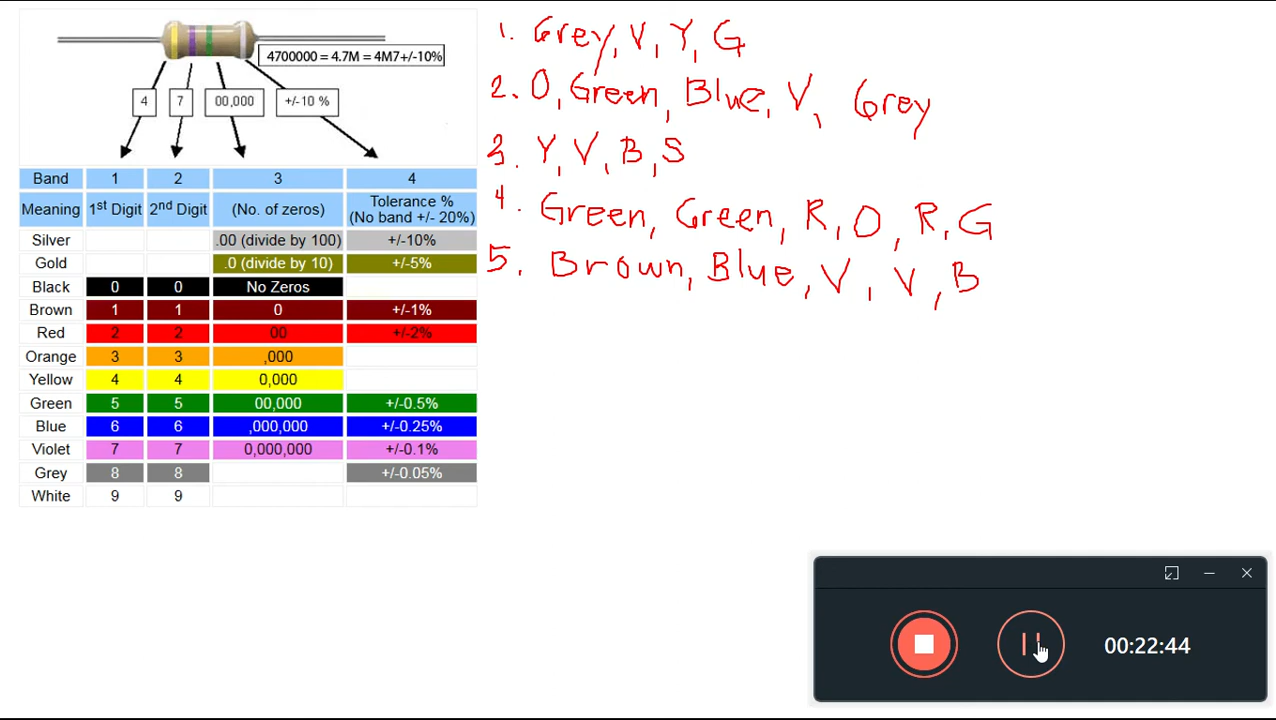 4700000 = 4.7M = 4M7+/-10%
4 7 00,000 +/-10 %
Band 1 2 3 4
Meaning 1st Digit 2nd Digit (No. of zeros) Tolerance % (No band +/- 20%)
Silver .00 (divide by 100) +/-10%
Gold .0 (divide by 10) +/-5%
Black 0 0 No Zeros
Brown 1 1 0 +/-1%
Red 2 2 00 +/-2%
Orange 3 3 ,000
Yellow 4 4 0,000
Green 5 5 00,000 +/-0.5%
Blue 6 6 ,000,000 +/-0.25%
Violet 7 7 0,000,000 +/-0.1%
Grey 8 8 +/-0.05%
White 9 9
1. Grey, V, Y, G
2. O, Green, Blue, V, Grey
3. Y, V, B, S
4. Green, Green, R, O, R, G
5. Brown, Blue, V, V, B
00:22:44